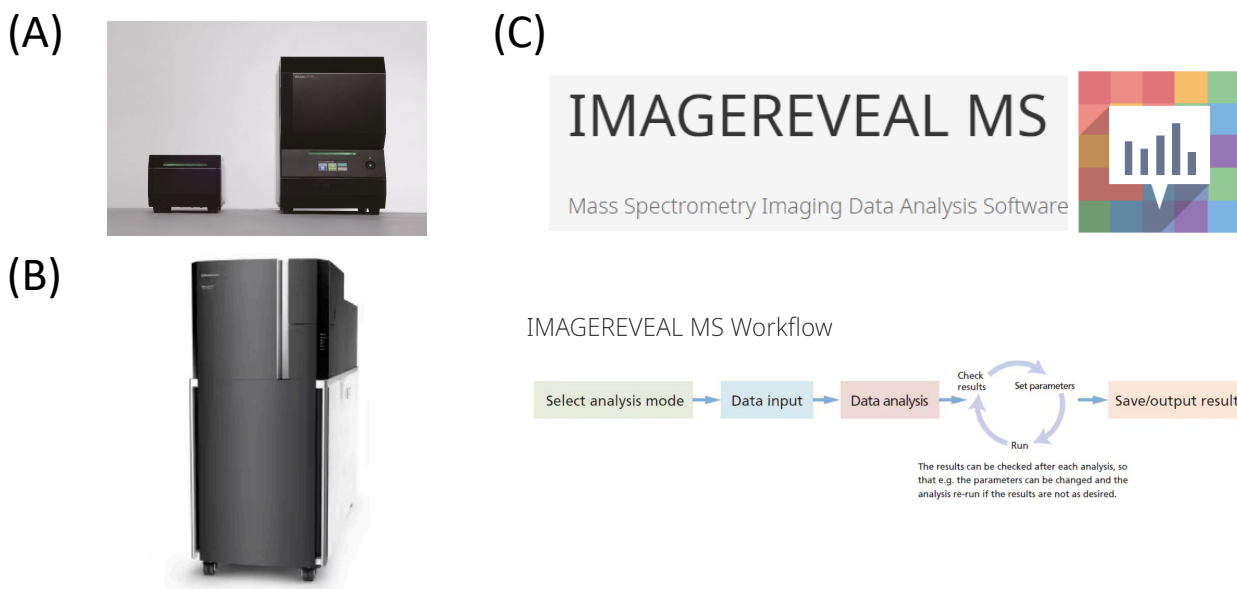 (A)
(B)
(C)
IMAGEREVEAL MS
Mass Spectrometry Imaging Data Analysis Software
IMAGEREVEAL MS Workflow
Select analysis mode
Data input
Data analysis
Check
results
Set parameters
Run
Save/output result
The results can be checked after each analysis, so
that e.g. the parameters can be changed and the
analysis re-run if the results are not as desired.